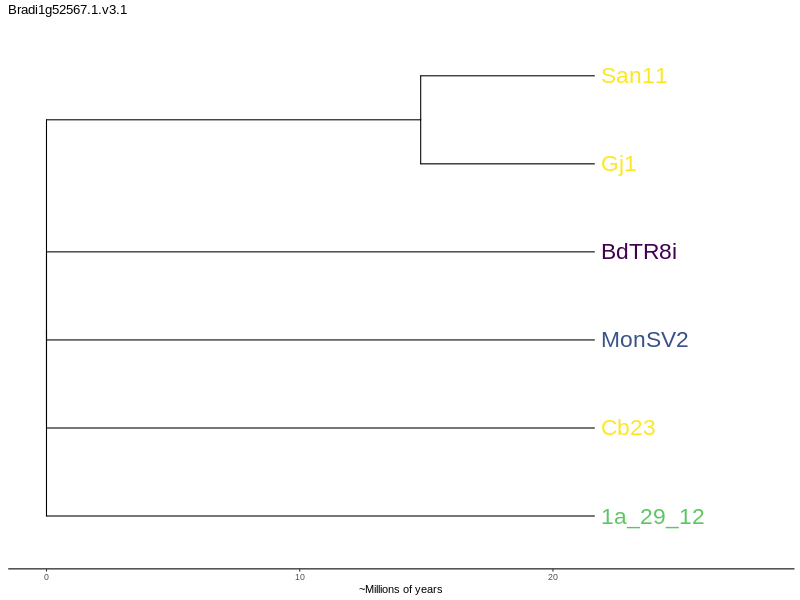 Bradi1g52567.1.v3.1
San11
Gj1
BdTR8i
MonSV2
Cb23
1a_29_12
0 10 20
~Millions of years